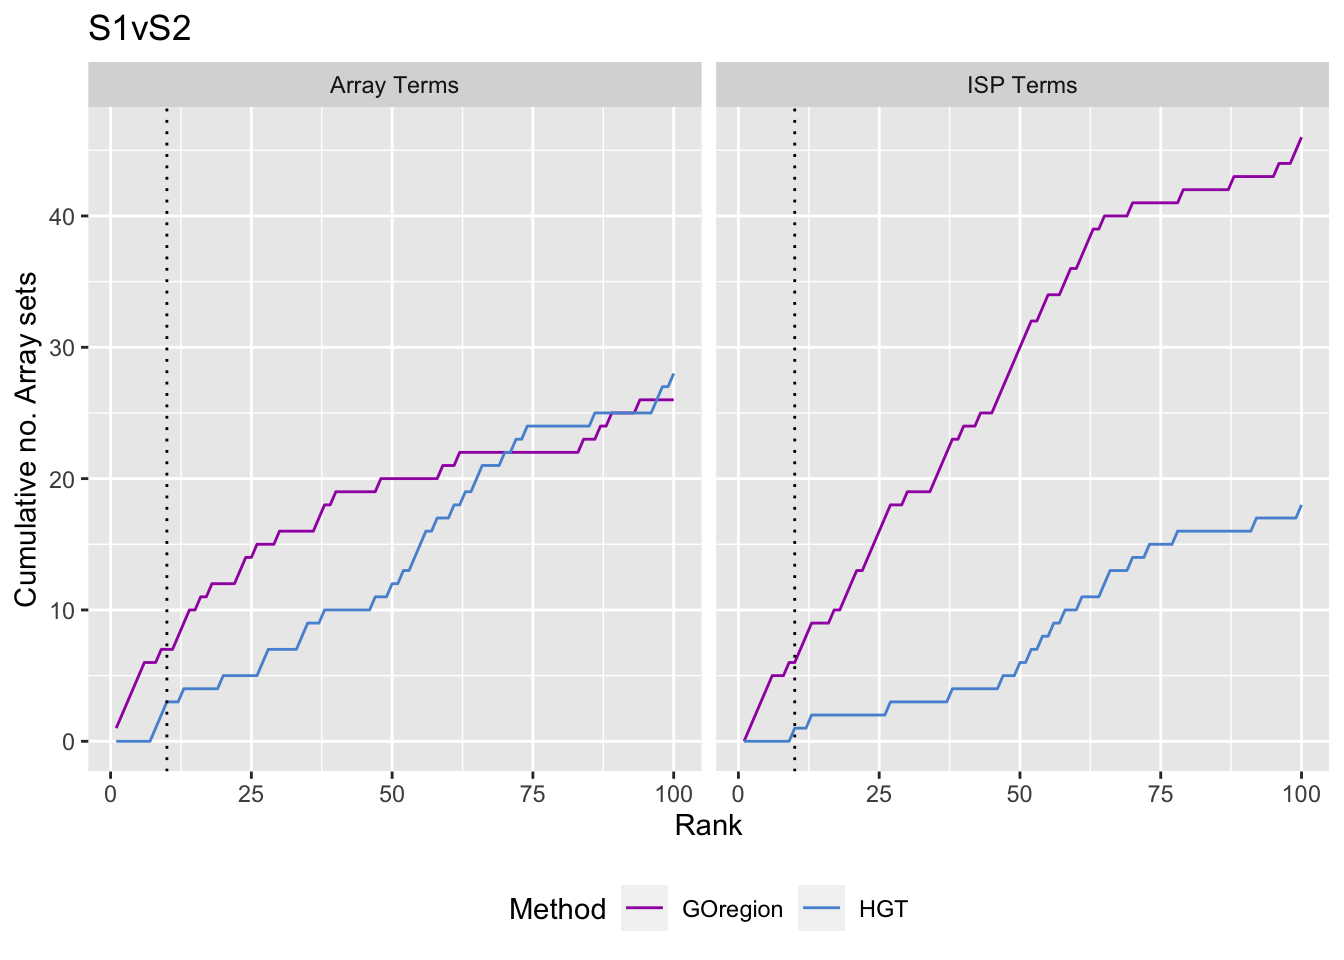 S1vS2
Array Terms
ISP Terms
Cumulative no. Array sets
40
30
20
10
0
0 25 50 75 100
0 25 50 75 100
Rank
Method GOregion HGT